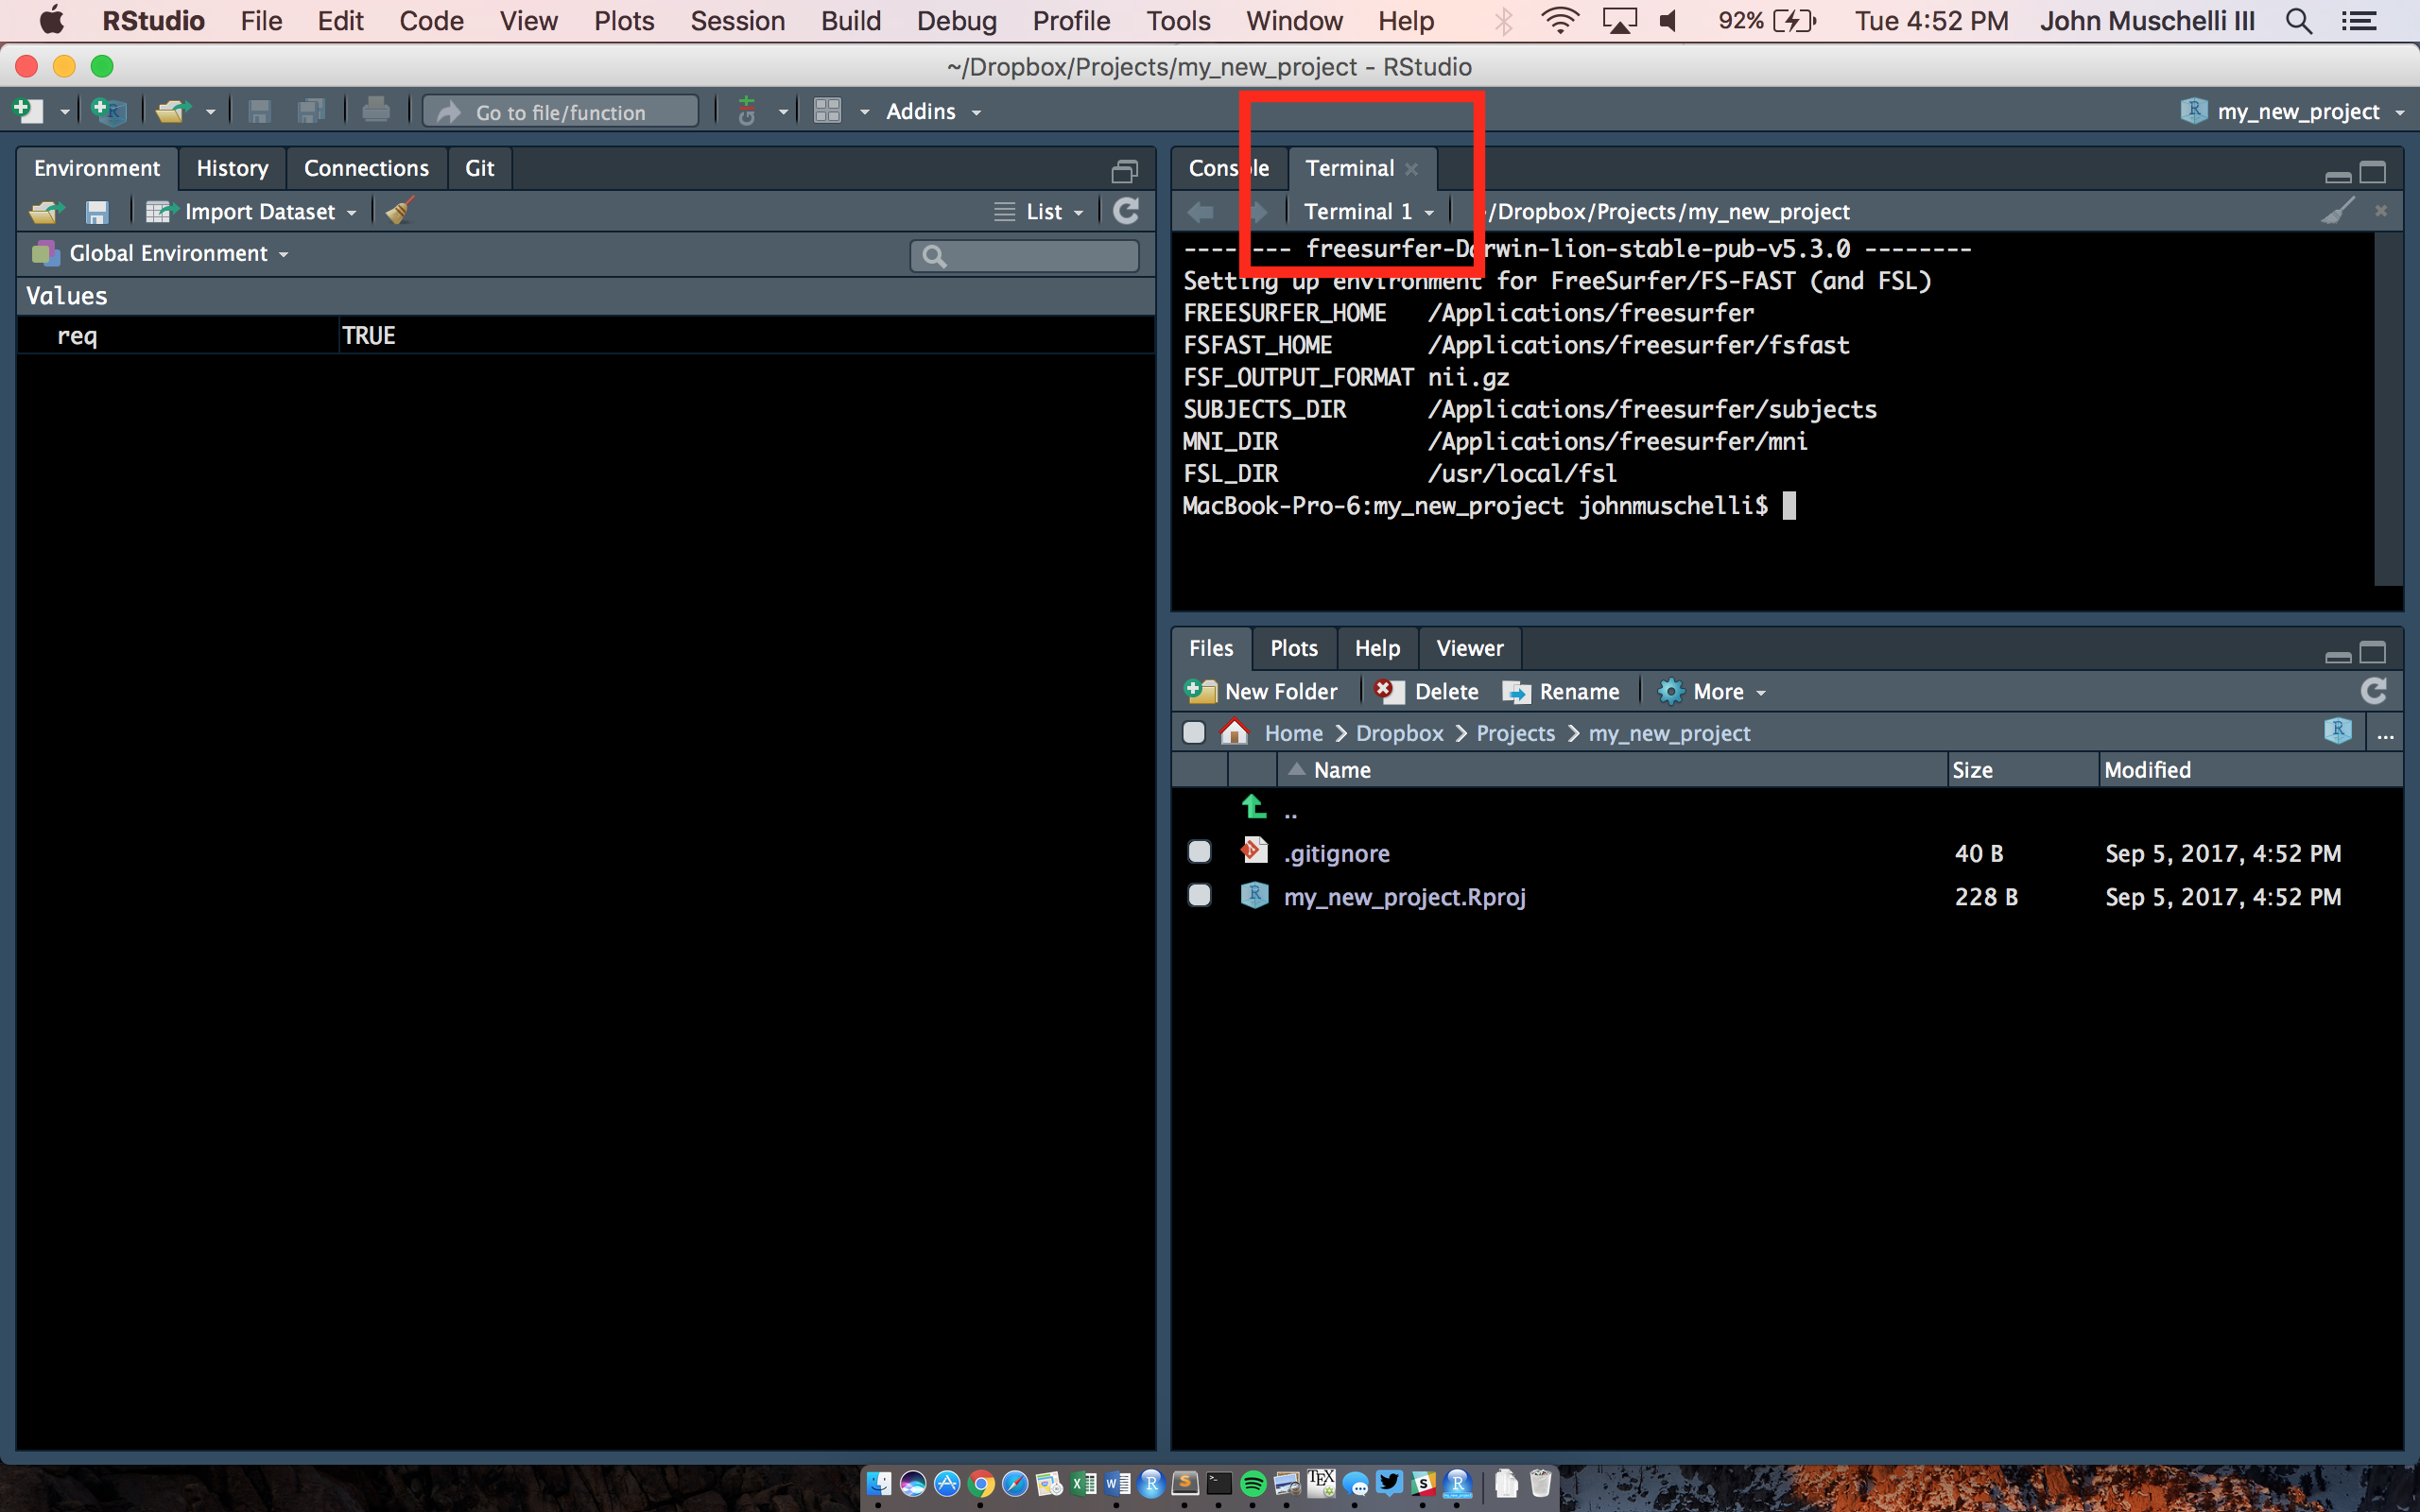 RStudio File Edit Code View Plots Session Build Debug Profile Tools Window Help 92% Tue 4:52 PM John Muschelli III
~/Dropbox/Projects/my_new_project - RStudio
Go to file/function Addins my_new_project
Environment History Connections Git
Import Dataset List
Global Environment
Values
req TRUE
Console Terminal
Terminal 1 /Dropbox/Projects/my_new_project
-------- freesurfer-Darwin-lion-stable-pub-v5.3.0 --------
Setting up environment for FreeSurfer/FS-FAST (and FSL)
FREESURFER_HOME /Applications/freesurfer
FSFAST_HOME /Applications/freesurfer/fsfast
FSF_OUTPUT_FORMAT nii.gz
SUBJECTS_DIR /Applications/freesurfer/subjects
MNI_DIR /Applications/freesurfer/mni
FSL_DIR /usr/local/fsl
MacBook-Pro-6:my_new_project johnmuschelli$
Files Plots Help Viewer
New Folder Delete Rename More
Home Dropbox Projects my_new_project ...
Name Size Modified
..
.gitignore 40 B Sep 5, 2017, 4:52 PM
my_new_project.Rproj 228 B Sep 5, 2017, 4:52 PM